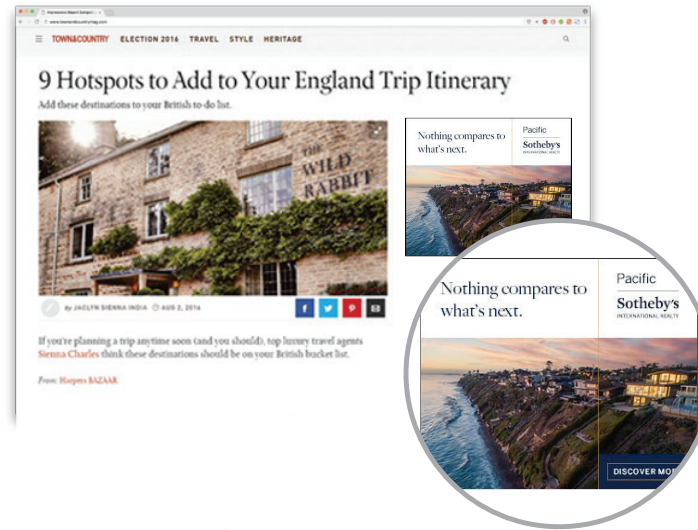 www.townandcountrymag.com
TOWN&COUNTRY ELECTION 2016 TRAVEL STYLE HERITAGE
9 Hotspots to Add to Your England Trip Itinerary
Add these destinations to your British to-do list.
THE
WILD
RABBIT
by JACLYN SIENNA INDIA AUG 2, 2016
If you're planning a trip anytime soon (and you should), top luxury travel agents
Sienna Charles think these destinations should be on your British bucket list.
From: Harpers BAZAAR
Nothing compares to
what's next.
Pacific
Sotheby's
INTERNATIONAL REALTY
Nothing compares to
what's next.
Pacific
Sotheby's
INTERNATIONAL REALTY
DISCOVER MO